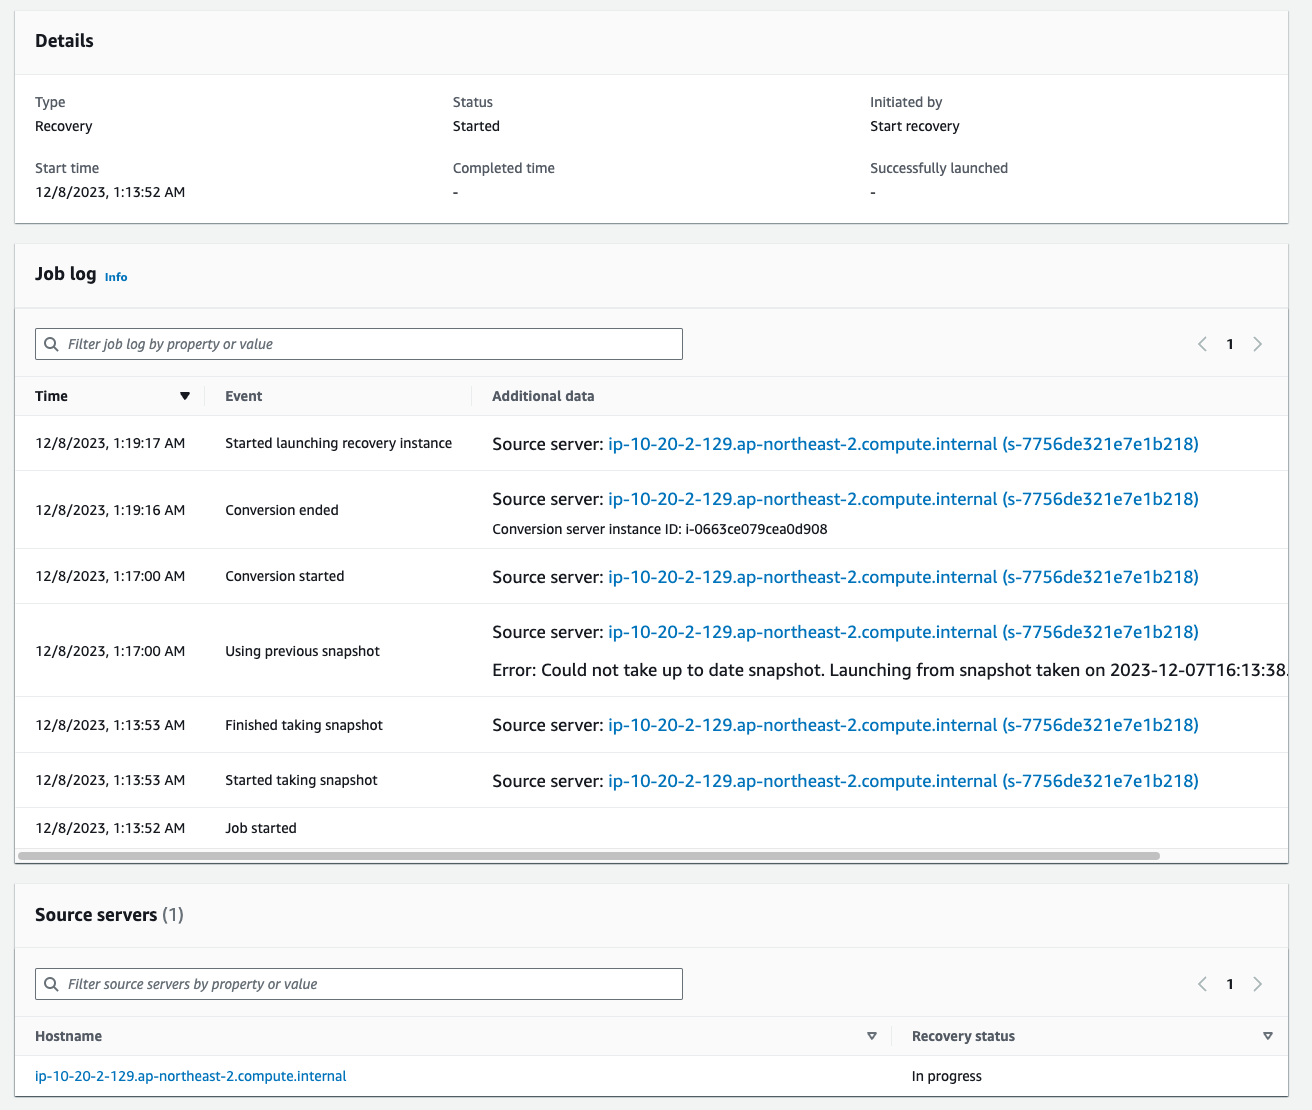 Details
Type
Status
Initiated by
Recovery
Started
Start recovery
Start time
Completed time
Successfully launched
12/8/2023, 1:13:52 AM
-
-
Job log Info
Filter job log by property or value
1
Time
Event
Additional data
12/8/2023, 1:19:17 AM
Started launching recovery instance
Source server: ip-10-20-2-129.ap-northeast-2.compute.internal (s-7756de321e7e1b218)
12/8/2023, 1:19:16 AM
Conversion ended
Source server: ip-10-20-2-129.ap-northeast-2.compute.internal (s-7756de321e7e1b218)
Conversion server instance ID: i-0663ce079cea0d908
12/8/2023, 1:17:00 AM
Conversion started
Source server: ip-10-20-2-129.ap-northeast-2.compute.internal (s-7756de321e7e1b218)
12/8/2023, 1:17:00 AM
Using previous snapshot
Source server: ip-10-20-2-129.ap-northeast-2.compute.internal (s-7756de321e7e1b218)
Error: Could not take up to date snapshot. Launching from snapshot taken on 2023-12-07T16:13:38.
12/8/2023, 1:13:53 AM
Finished taking snapshot
Source server: ip-10-20-2-129.ap-northeast-2.compute.internal (s-7756de321e7e1b218)
12/8/2023, 1:13:53 AM
Started taking snapshot
Source server: ip-10-20-2-129.ap-northeast-2.compute.internal (s-7756de321e7e1b218)
12/8/2023, 1:13:52 AM
Job started
Source servers (1)
Filter source servers by property or value
1
Hostname
Recovery status
ip-10-20-2-129.ap-northeast-2.compute.internal
In progress